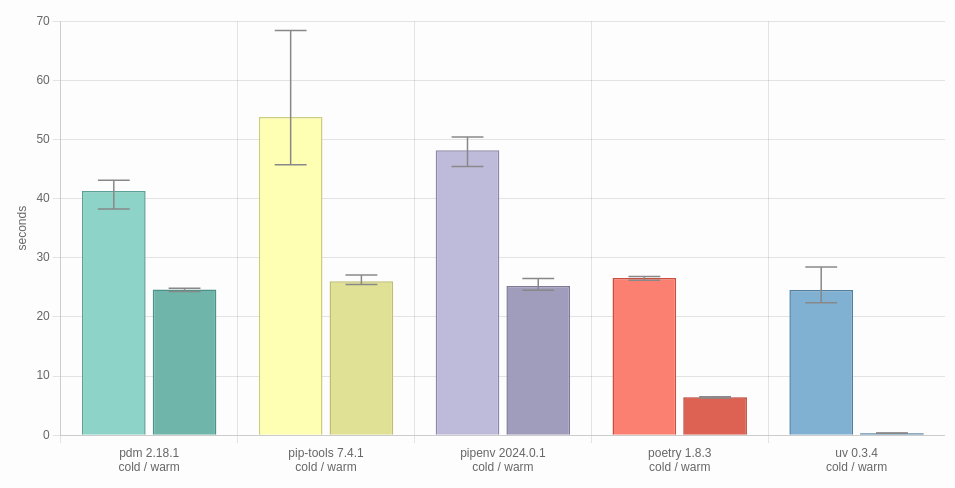 70
60
50
40
30
20
10
0
seconds
pdm 2.18.1
cold / warm
pip-tools 7.4.1
cold / warm
pipenv 2024.0.1
cold / warm
poetry 1.8.3
cold / warm
uv 0.3.4
cold / warm